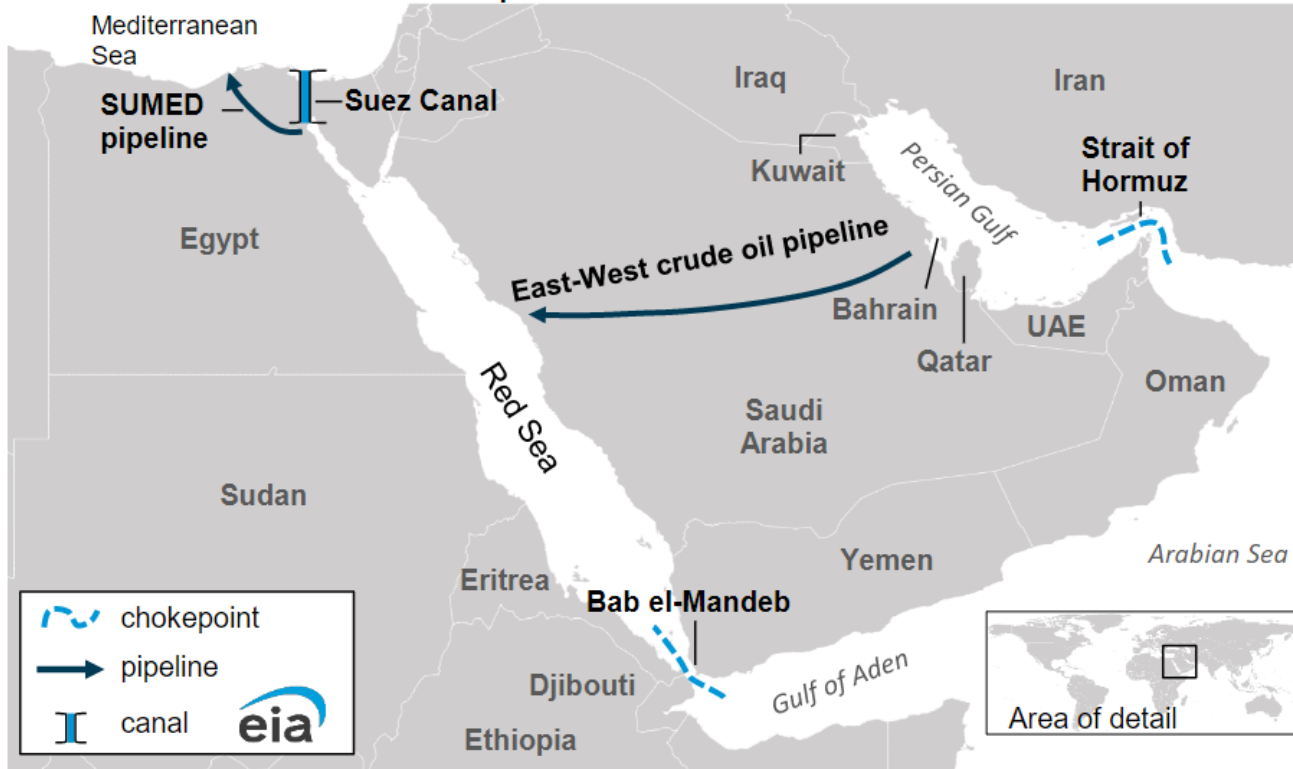 Mediterranean
Sea
SUMED
pipeline
Suez Canal
Iraq
Iran
Kuwait
Persian Gulf
Strait of
Hormuz
Egypt
East-West crude oil pipeline
Bahrain
UAE
Qatar
Oman
Red Sea
Saudi
Arabia
Sudan
Yemen
Arabian Sea
Eritrea
Bab el-Mandeb
Gulf of Aden
Djibouti
Ethiopia
chokepoint
pipeline
canal
eia
Area of detail